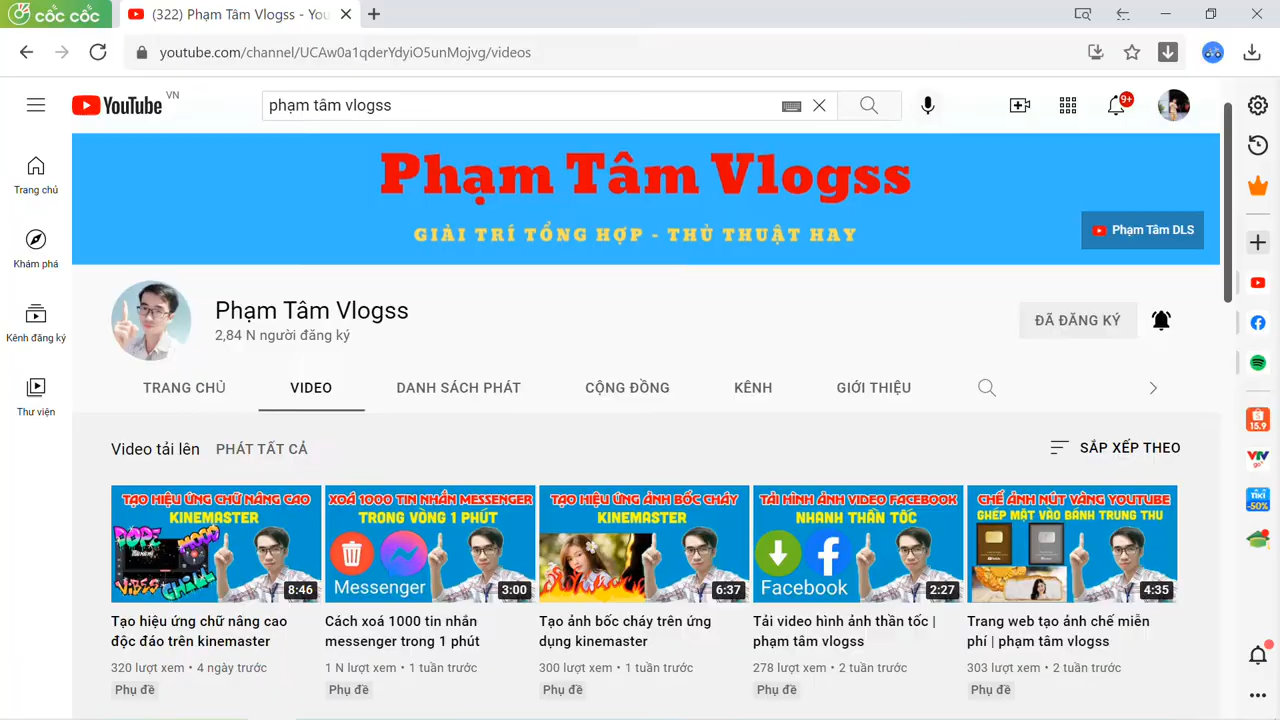 cốc cốc
(322) Phạm Tâm Vlogss - You
youtube.com/channel/UCAw0a1qderYdyiO5unMojvg/videos
YouTube VN
phạm tâm vlogss
9+
Phạm Tâm Vlogss
GIẢI TRÍ TỔNG HỢP - THỦ THUẬT HAY
Phạm Tâm DLS
Trang chủ
Khám phá
Kênh đăng ký
Thư viện
Phạm Tâm Vlogss
2,84 N người đăng ký
ĐÃ ĐĂNG KÝ
TRANG CHỦ
VIDEO
DANH SÁCH PHÁT
CỘNG ĐỒNG
KÊNH
GIỚI THIỆU
Video tải lên
PHÁT TẤT CẢ
SẮP XẾP THEO
TẠO HIỆU ỨNG CHỮ NÂNG CAO
KINEMASTER
DOPE
MOOD
VIBES
CHILL
8:46
Tạo hiệu ứng chữ nâng cao
độc đáo trên kinemaster
320 lượt xem • 4 ngày trước
Phụ đề
XOÁ 1000 TIN NHẮN MESSENGER
TRONG VÒNG 1 PHÚT
Messenger
3:00
Cách xoá 1000 tin nhắn
messenger trong 1 phút
1 N lượt xem • 1 tuần trước
Phụ đề
TẠO HIỆU ỨNG ẢNH BỐC CHÁY
KINEMASTER
6:37
Tạo ảnh bốc cháy trên ứng
dụng kinemaster
300 lượt xem • 1 tuần trước
Phụ đề
TẢI HÌNH ẢNH VIDEO FACEBOOK
NHANH THẦN TỐC
Facebook
2:27
Tải video hình ảnh thần tốc |
phạm tâm vlogss
278 lượt xem • 2 tuần trước
Phụ đề
CHẾ ẢNH NÚT VÀNG YOUTUBE
GHÉP MẶT VÀO BÁNH TRUNG THU
4:35
Trang web tạo ảnh chế miễn
phí | phạm tâm vlogss
303 lượt xem • 2 tuần trước
Phụ đề
15.9
VTV
go
TIKI
-50%